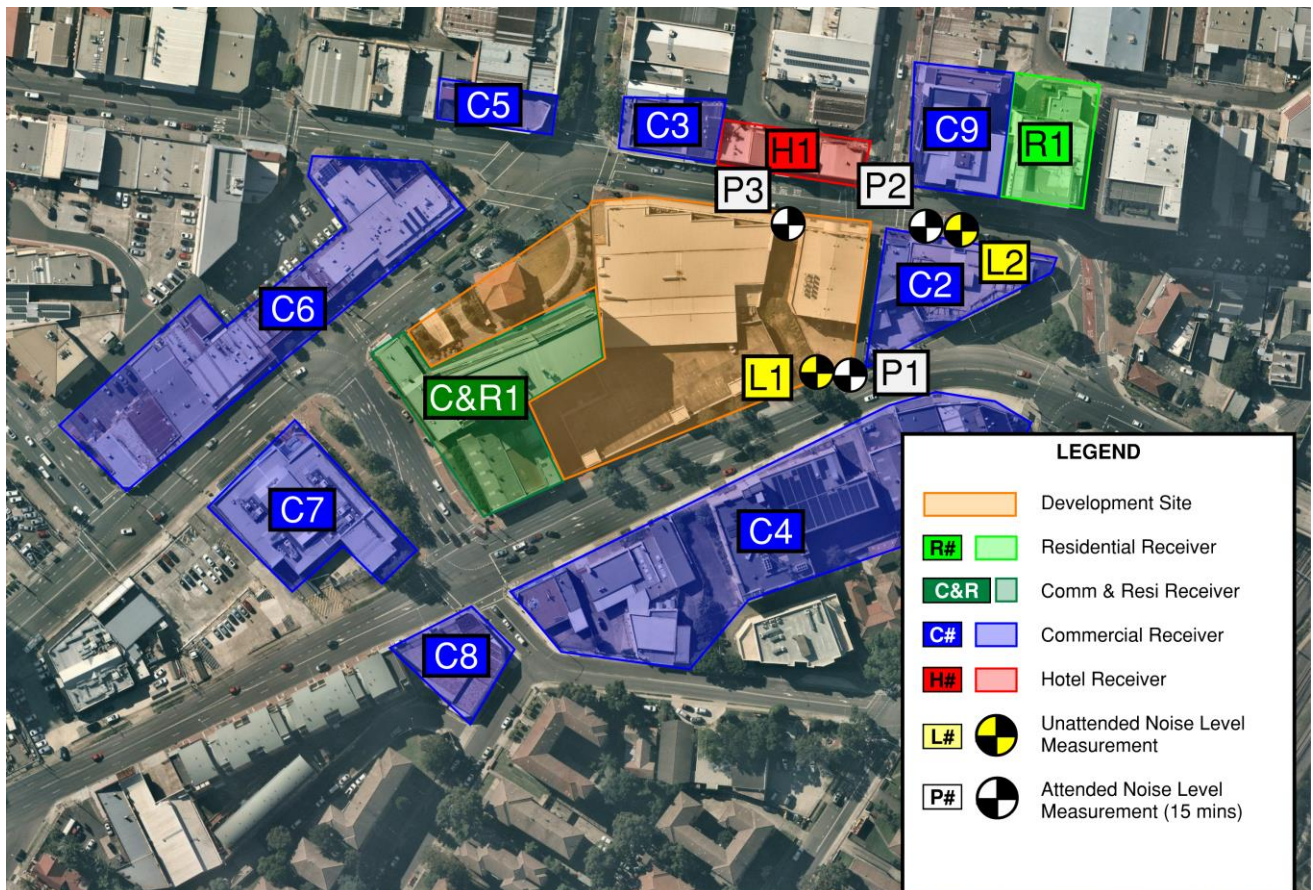 C5
C3
H1
C9
R1
P3
P2
C6
C2
L2
C&R1
L1
P1
C7
C4
C8
LEGEND
Development Site
R# Residential Receiver
C&R Comm & Resi Receiver
C# Commercial Receiver
H# Hotel Receiver
L# Unattended Noise Level
Measurement
P# Attended Noise Level
Measurement (15 mins)